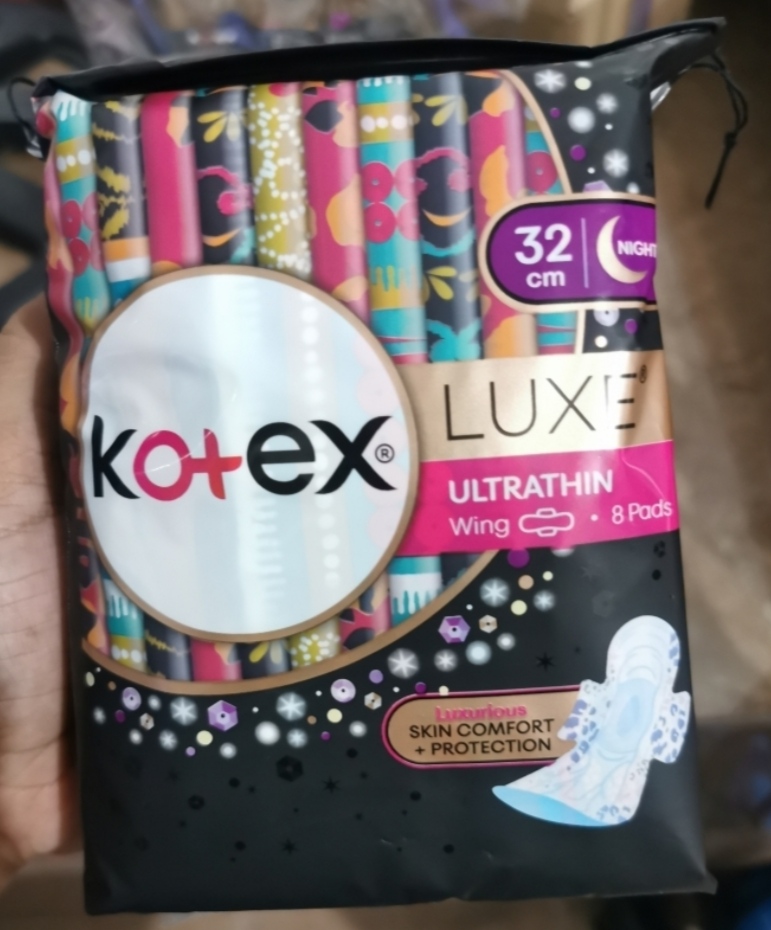 32
cm
NIGHT
LUXE®
kotex®
ULTRATHIN
Wing • 8 Pads
Luxurious
SKIN COMFORT
+ PROTECTION